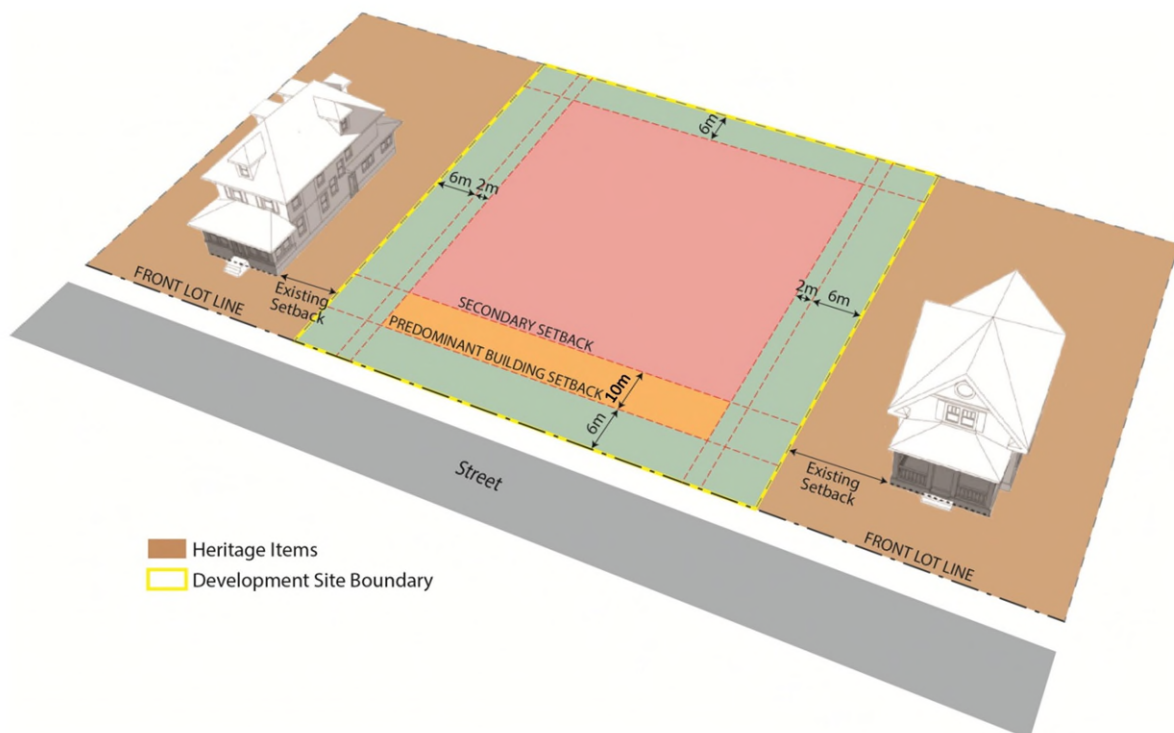 6m
6m 2m
2m 6m
Existing
Setback
FRONT LOT LINE
SECONDARY SETBACK
PREDOMINANT BUILDING SETBACK
10m
6m
Existing
Setback
Street
FRONT LOT LINE
Heritage Items
Development Site Boundary